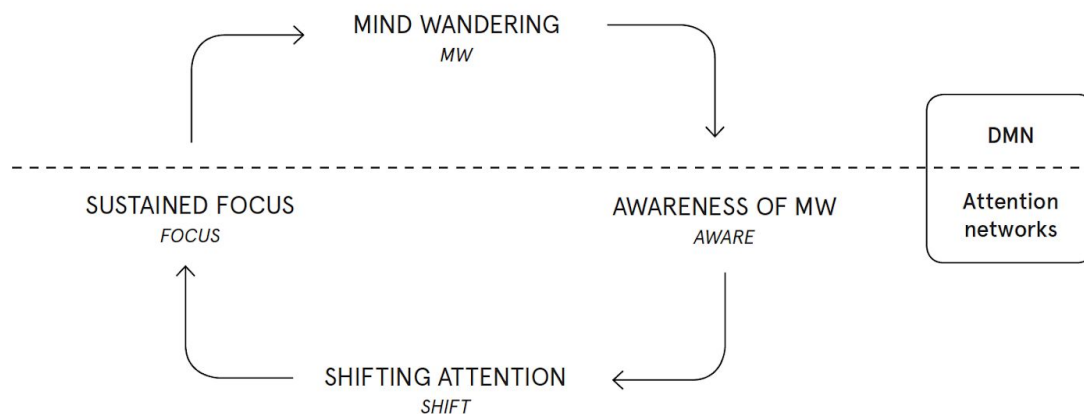 MIND WANDERING
MW
DMN
SUSTAINED FOCUS
FOCUS
AWARENESS OF MW
AWARE
Attention
networks
SHIFTING ATTENTION
SHIFT